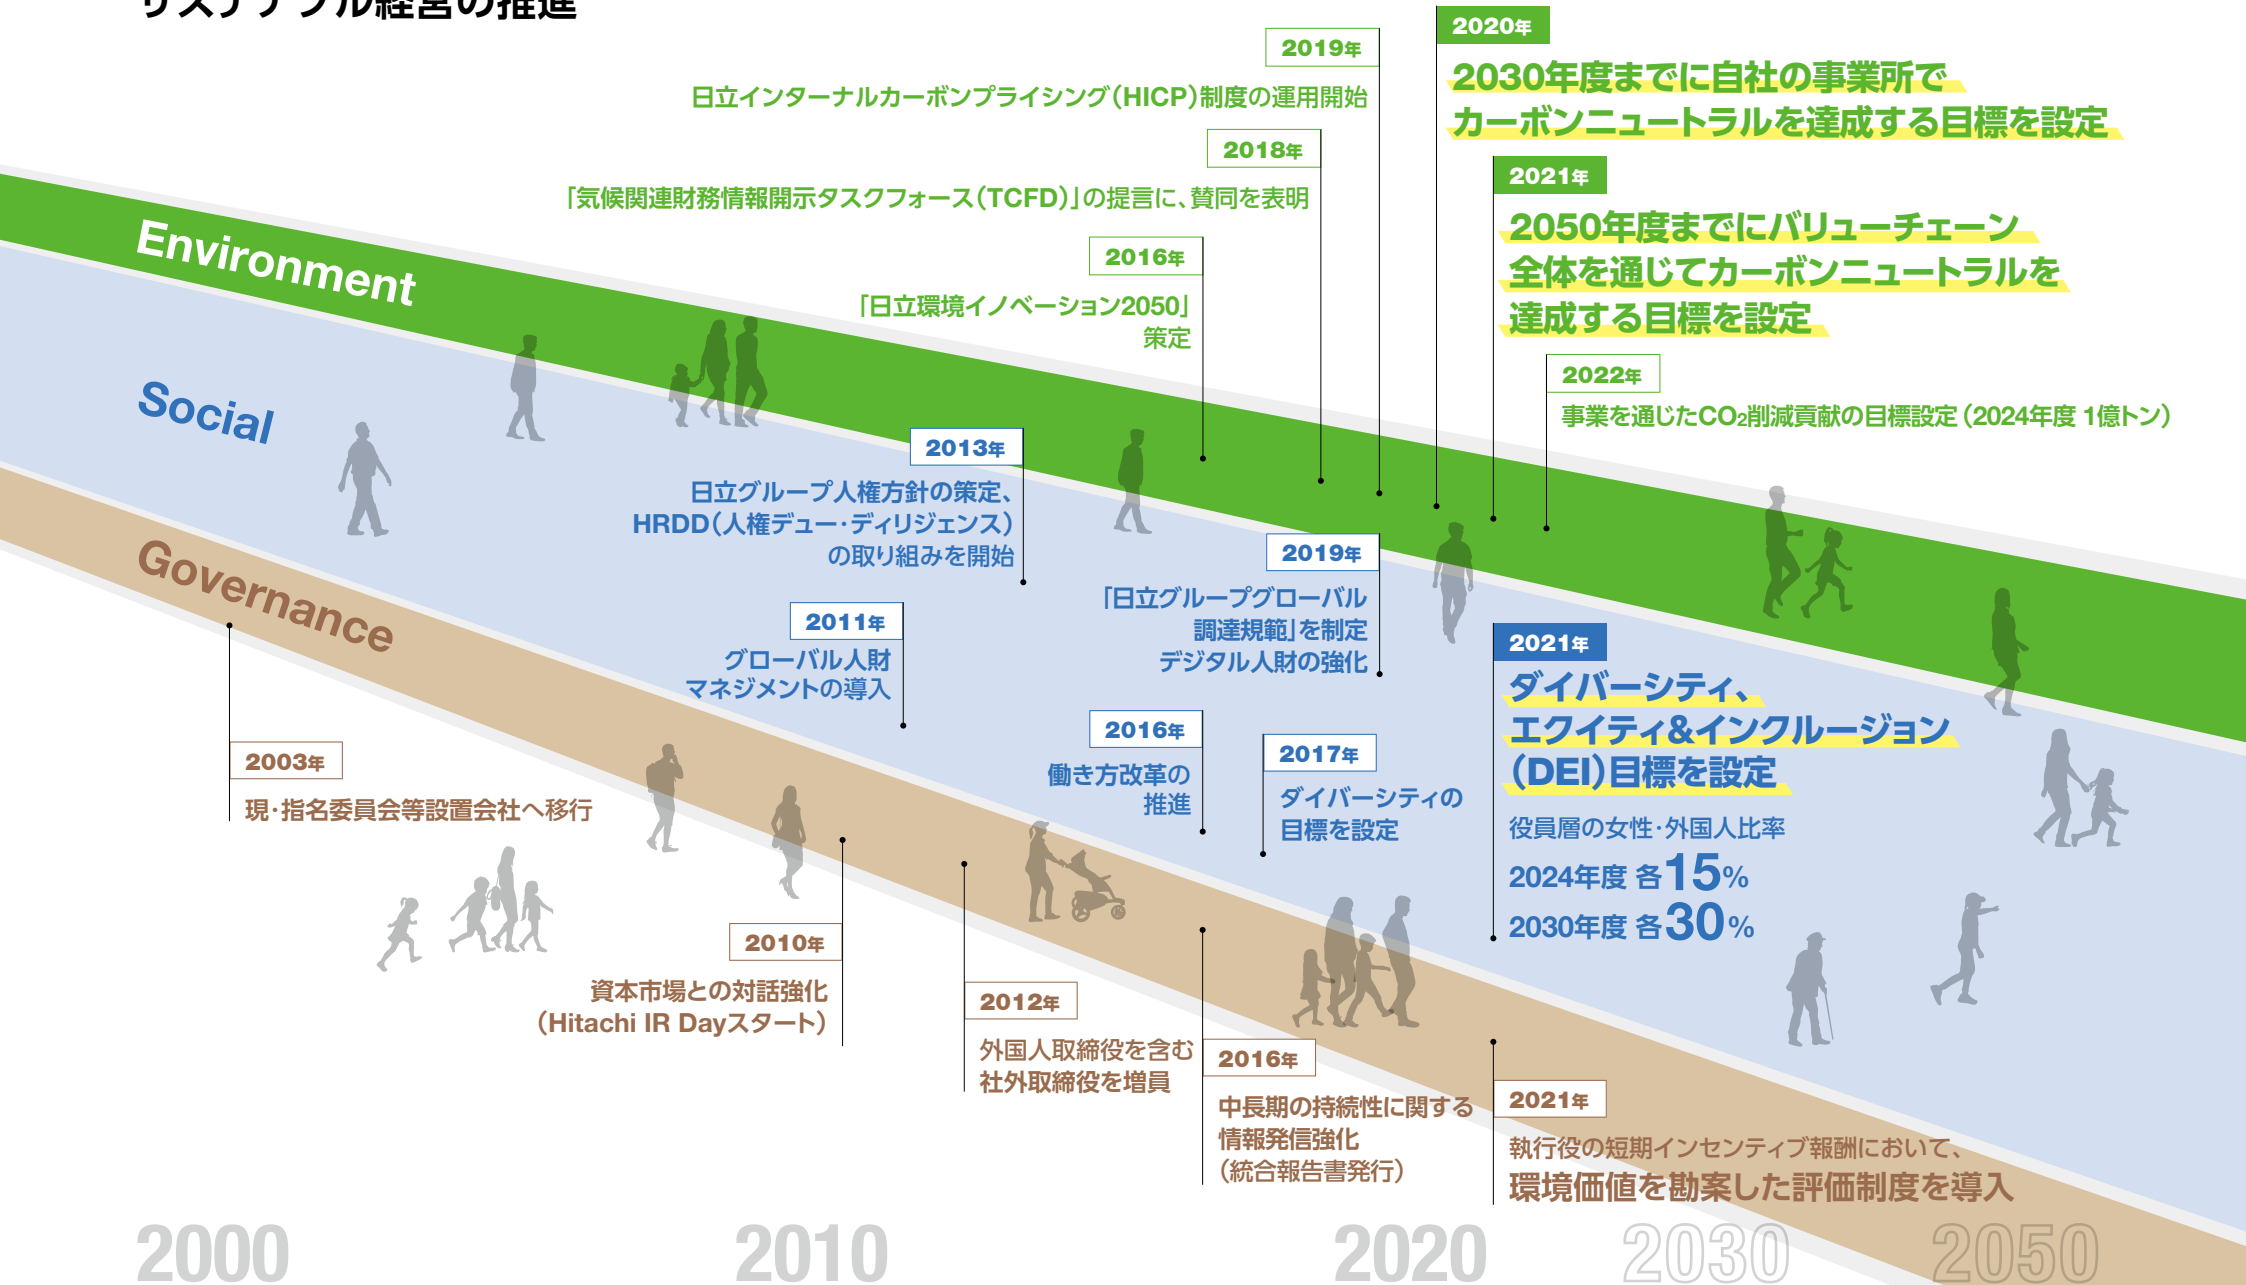 サステナブル経営の推進
2019年
日立インターナルカーボンプライシング(HICP)制度の運用開始
2018年
「気候関連財務情報開示タスクフォース(TCFD)」の提言に、賛同を表明
2016年
「日立環境イノベーション2050」
策定
2020年
2030年度までに自社の事業所で
カーボンニュートラルを達成する目標を設定
2021年
2050年度までにバリューチェーン
全体を通じてカーボンニュートラルを
達成する目標を設定
2022年
事業を通じたCO₂削減貢献の目標設定(2024年度 1億トン)
Environment
Social
Governance
2013年
日立グループ人権方針の策定、
HRDD(人権デュー・ディリジェンス)
の取り組みを開始
2011年
グローバル人財
マネジメントの導入
2019年
「日立グループグローバル
調達規範」を制定
デジタル人財の強化
2016年
働き方改革の
推進
2017年
ダイバーシティの
目標を設定
2021年
ダイバーシティ、
エクイティ&インクルージョン
(DEI)目標を設定
役員層の女性・外国人比率
2024年度 各15%
2030年度 各30%
2003年
現・指名委員会等設置会社へ移行
2010年
資本市場との対話強化
(Hitachi IR Dayスタート)
2012年
外国人取締役を含む
社外取締役を増員
2016年
中長期の持続性に関する
情報発信強化
(統合報告書発行)
2021年
執行役の短期インセンティブ報酬において、
環境価値を勘案した評価制度を導入
2000
2010
2020
2030
2050